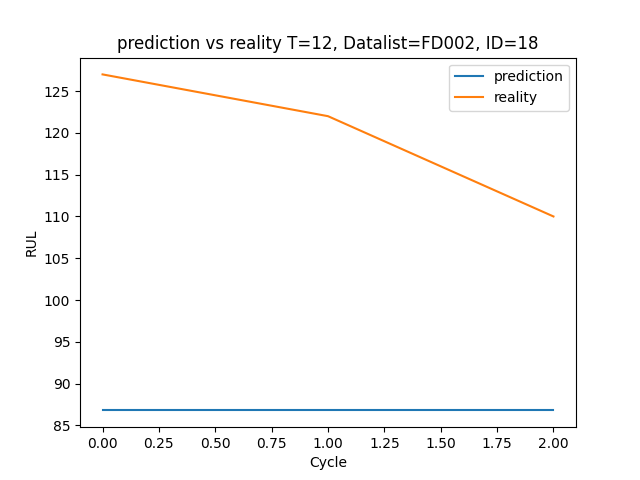 prediction vs reality T=12, Datalist=FD002, ID=18
prediction
reality
125
120
115
110
105
100
95
90
85
RUL
0.00 0.25 0.50 0.75 1.00 1.25 1.50 1.75 2.00
Cycle